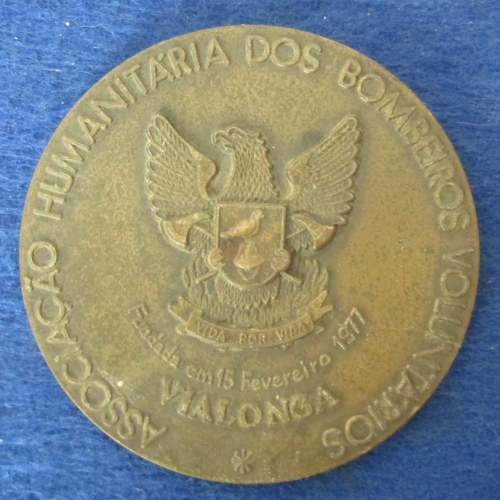 ASSOCIAÇÃO HUMANITÁRIA DOS BOMBEIROS VOLUNTÁRIOS
VIDA POR VIDA
Fundada em 15 Fevereiro 1977
VIALONGA